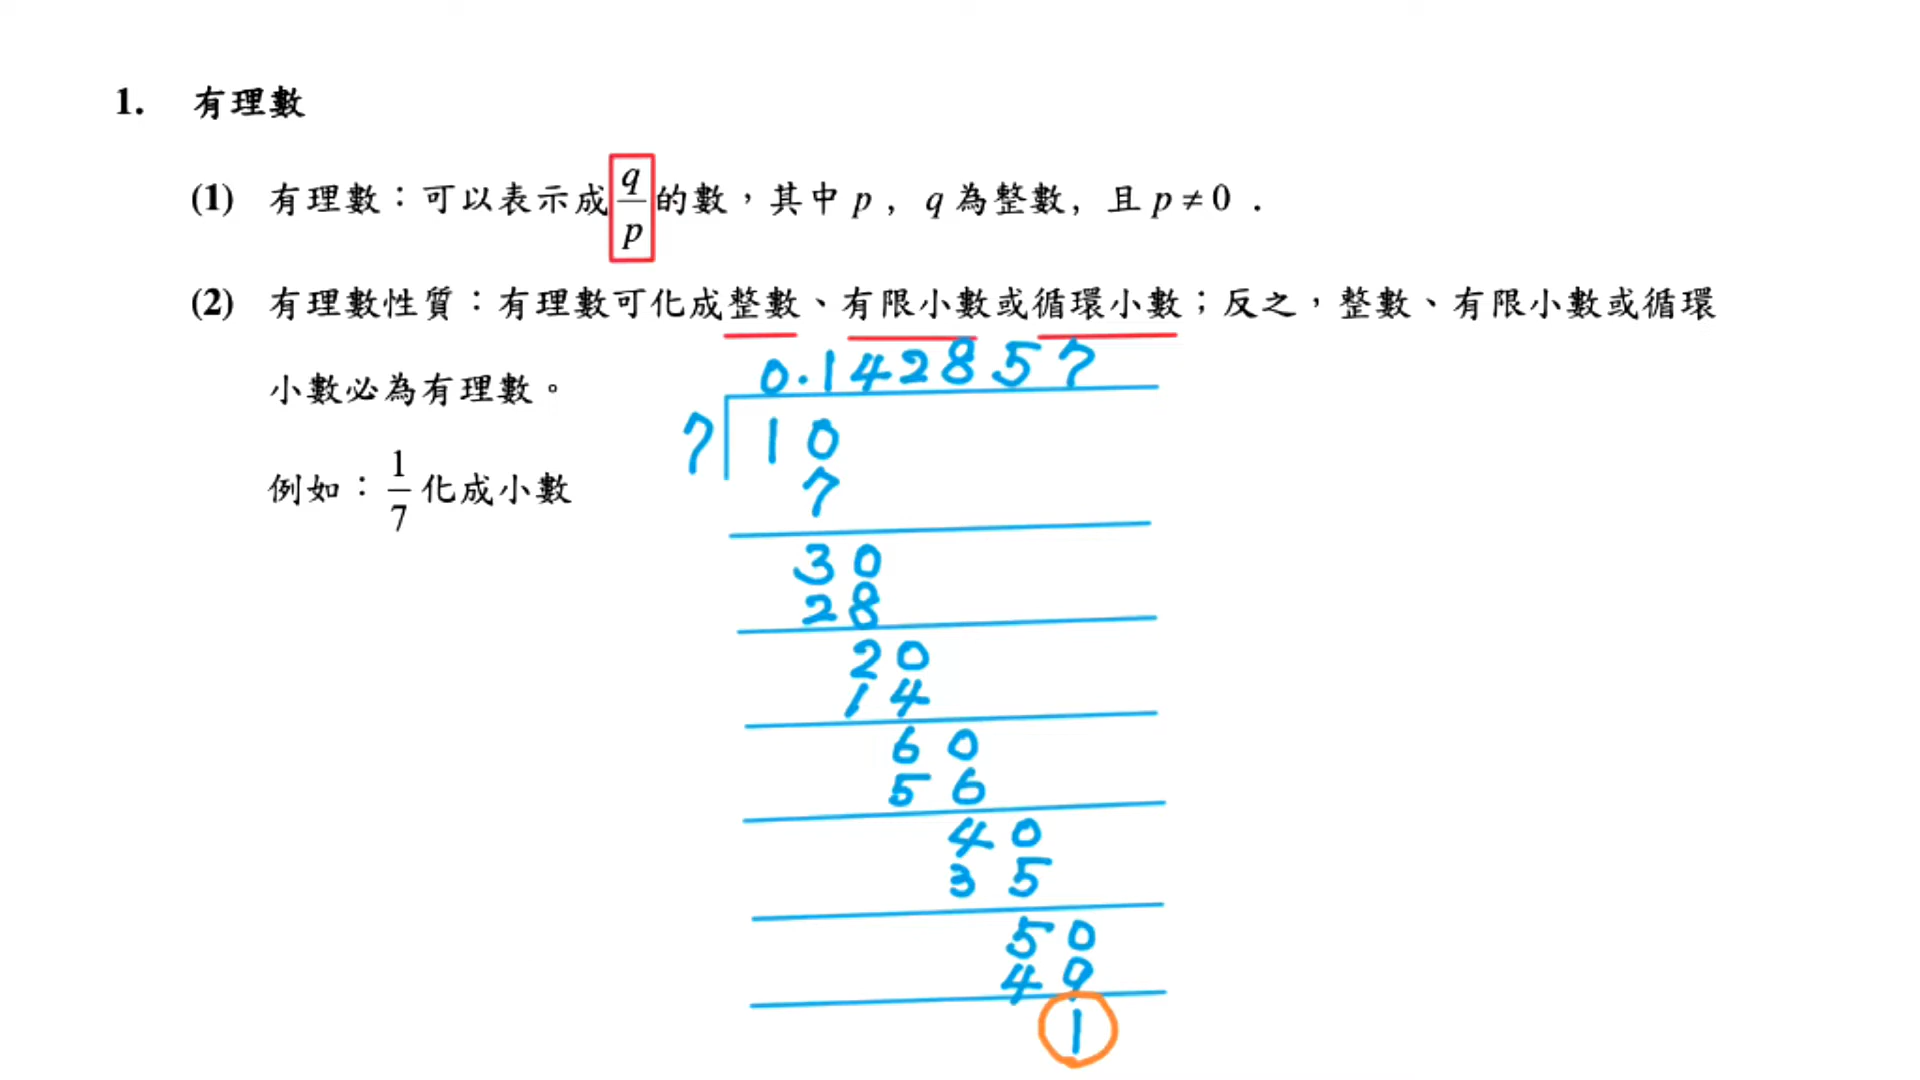 1. 有理數
(1) 有理數：可以表示成 q/p 的數，其中 p , q 為整數, 且 p ≠ 0 .
(2) 有理數性質：有理數可化成整數、有限小數或循環小數；反之，整數、有限小數或循環
小數必為有理數。
例如：1/7 化成小數
0.142857
7 10
7
30
28
20
14
60
56
40
35
50
49
1